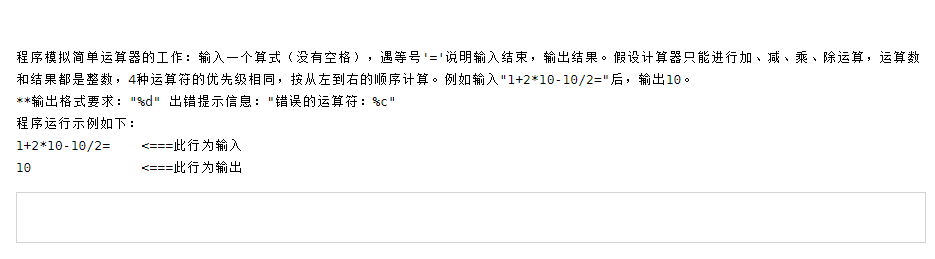 程序模拟简单运算器的工作：输入一个算式（没有空格），遇等号'='说明输入结束，输出结果。假设计算器只能进行加、减、乘、除运算，运算数
和结果都是整数，4种运算符的优先级相同，按从左到右的顺序计算。例如输入"1+2*10-10/2="后，输出10。
**输出格式要求："%d" 出错提示信息："错误的运算符：%c"
程序运行示例如下：
1+2*10-10/2=    <===此行为输入
10              <===此行为输出